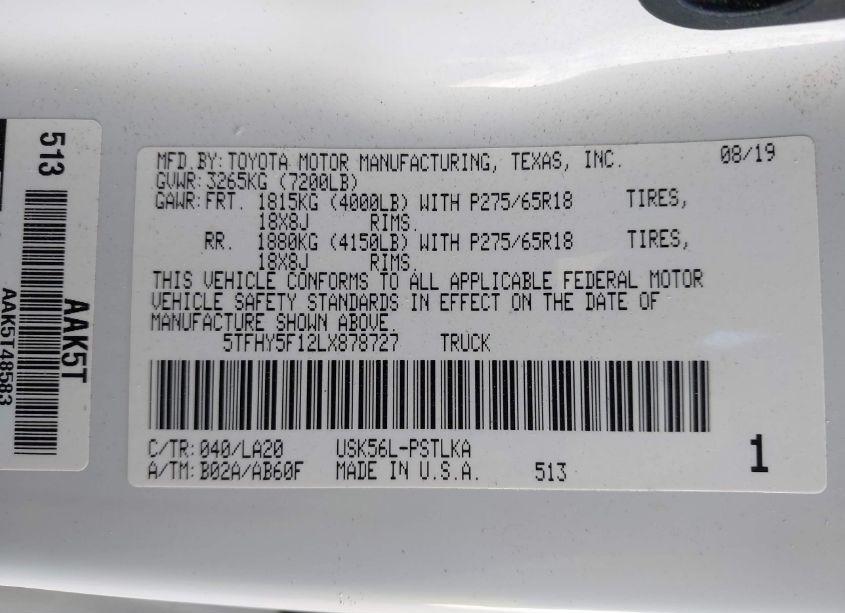 MFD.BY:TOYOTA MOTOR MANUFACTURING, TEXAS, INC. 08/19
GVWR:3265KG (7200LB)
GAWR:FRT. 1815KG (4000LB) WITH P275/65R18 TIRES,
18X8J RIMS.
RR. 1880KG (4150LB) WITH P275/65R18 TIRES,
18X8J RIMS.
THIS VEHICLE CONFORMS TO ALL APPLICABLE FEDERAL MOTOR
VEHICLE SAFETY STANDARDS IN EFFECT ON THE DATE OF
MANUFACTURE SHOWN ABOVE.
5TFHY5F12LX878727 TRUCK
C/TR:040/LA20 USK56L-PSTLKA
A/TM:B02A/AB60F MADE IN U.S.A. 513
1
513
AAK5T
AAK5T48583